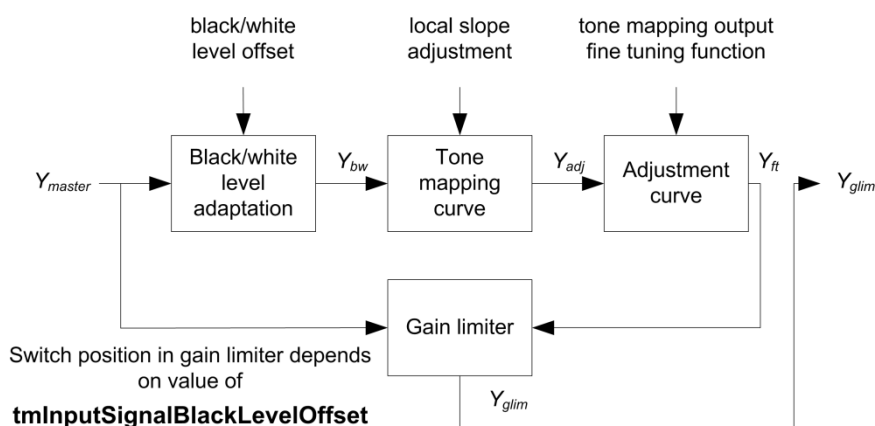 black/white
level offset
local slope
adjustment
tone mapping output
fine tuning function
Y_master
Black/white
level
adaptation
Y_bw
Tone
mapping
curve
Y_adj
Adjustment
curve
Y_ft
Y_glim
Gain limiter
Switch position in gain limiter depends
on value of
tmInputSignalBlackLevelOffset
Y_glim